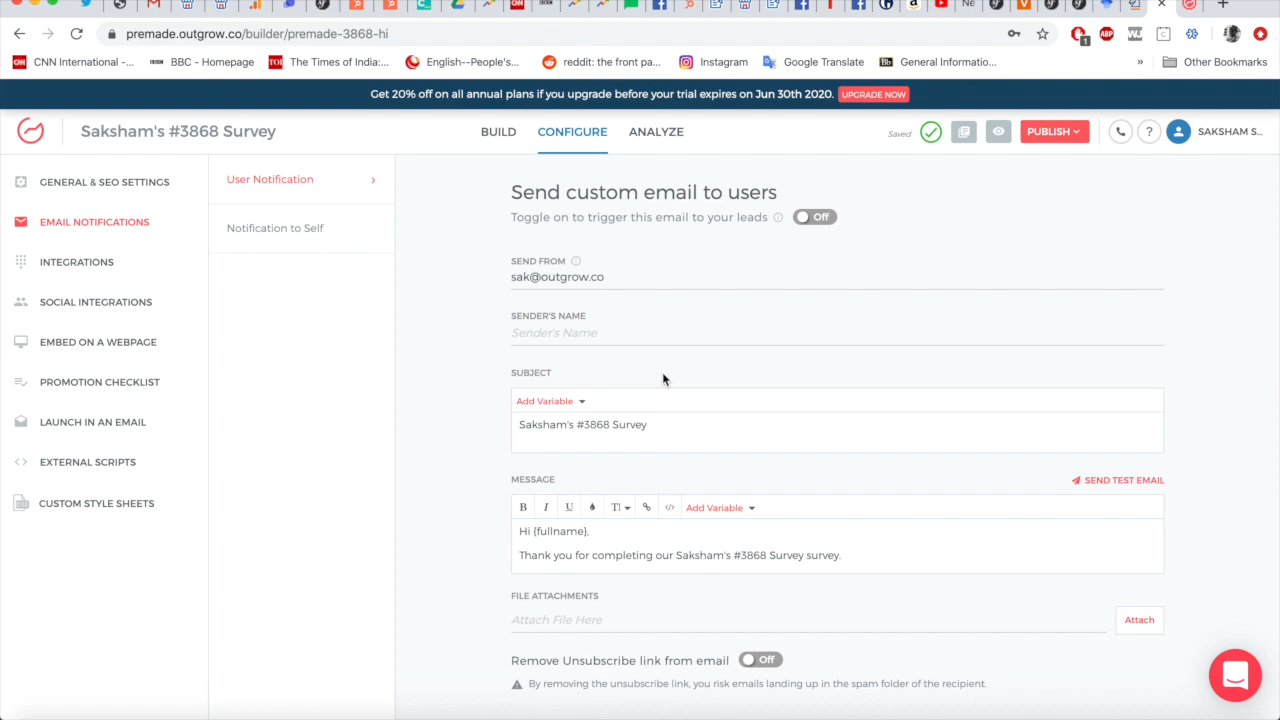 premade.outgrow.co/builder/premade-3868-hi
1
ABP
CNN International -...
BBC - Homepage
TOI The Times of India:...
English--People's...
reddit: the front pa...
Instagram
Google Translate
Bb General Informatio...
»
Other Bookmarks
Get 20% off on all annual plans if you upgrade before your trial expires on Jun 30th 2020. UPGRADE NOW
Saksham's #3868 Survey
BUILD
CONFIGURE
ANALYZE
Saved
PUBLISH
?
SAKSHAM S...
GENERAL & SEO SETTINGS
EMAIL NOTIFICATIONS
INTEGRATIONS
SOCIAL INTEGRATIONS
EMBED ON A WEBPAGE
PROMOTION CHECKLIST
LAUNCH IN AN EMAIL
EXTERNAL SCRIPTS
CUSTOM STYLE SHEETS
User Notification
Notification to Self
Send custom email to users
Toggle on to trigger this email to your leads Off
SEND FROM
sak@outgrow.co
SENDER'S NAME
Sender's Name
SUBJECT
Add Variable
Saksham's #3868 Survey
MESSAGE
SEND TEST EMAIL
B I U Add Variable
Hi {fullname},
Thank you for completing our Saksham's #3868 Survey survey.
FILE ATTACHMENTS
Attach File Here
Attach
Remove Unsubscribe link from email Off
By removing the unsubscribe link, you risk emails landing up in the spam folder of the recipient.